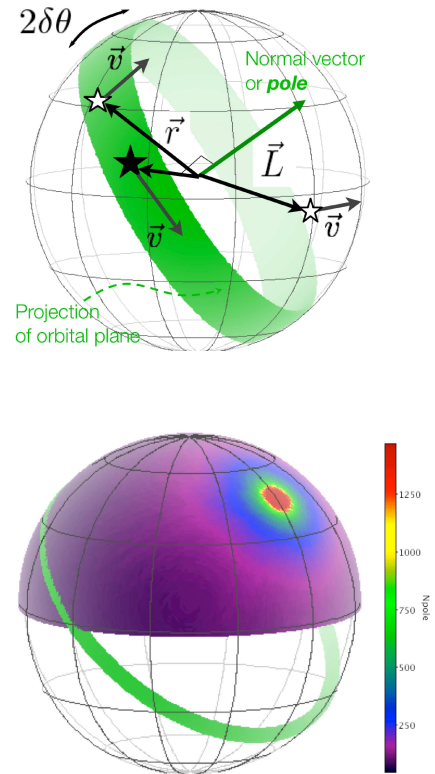 2δθ
v⃗
Normal vector
or pole
r⃗
L⃗
v⃗
v⃗
Projection
of orbital plane
1250
1000
750
500
250
Npole